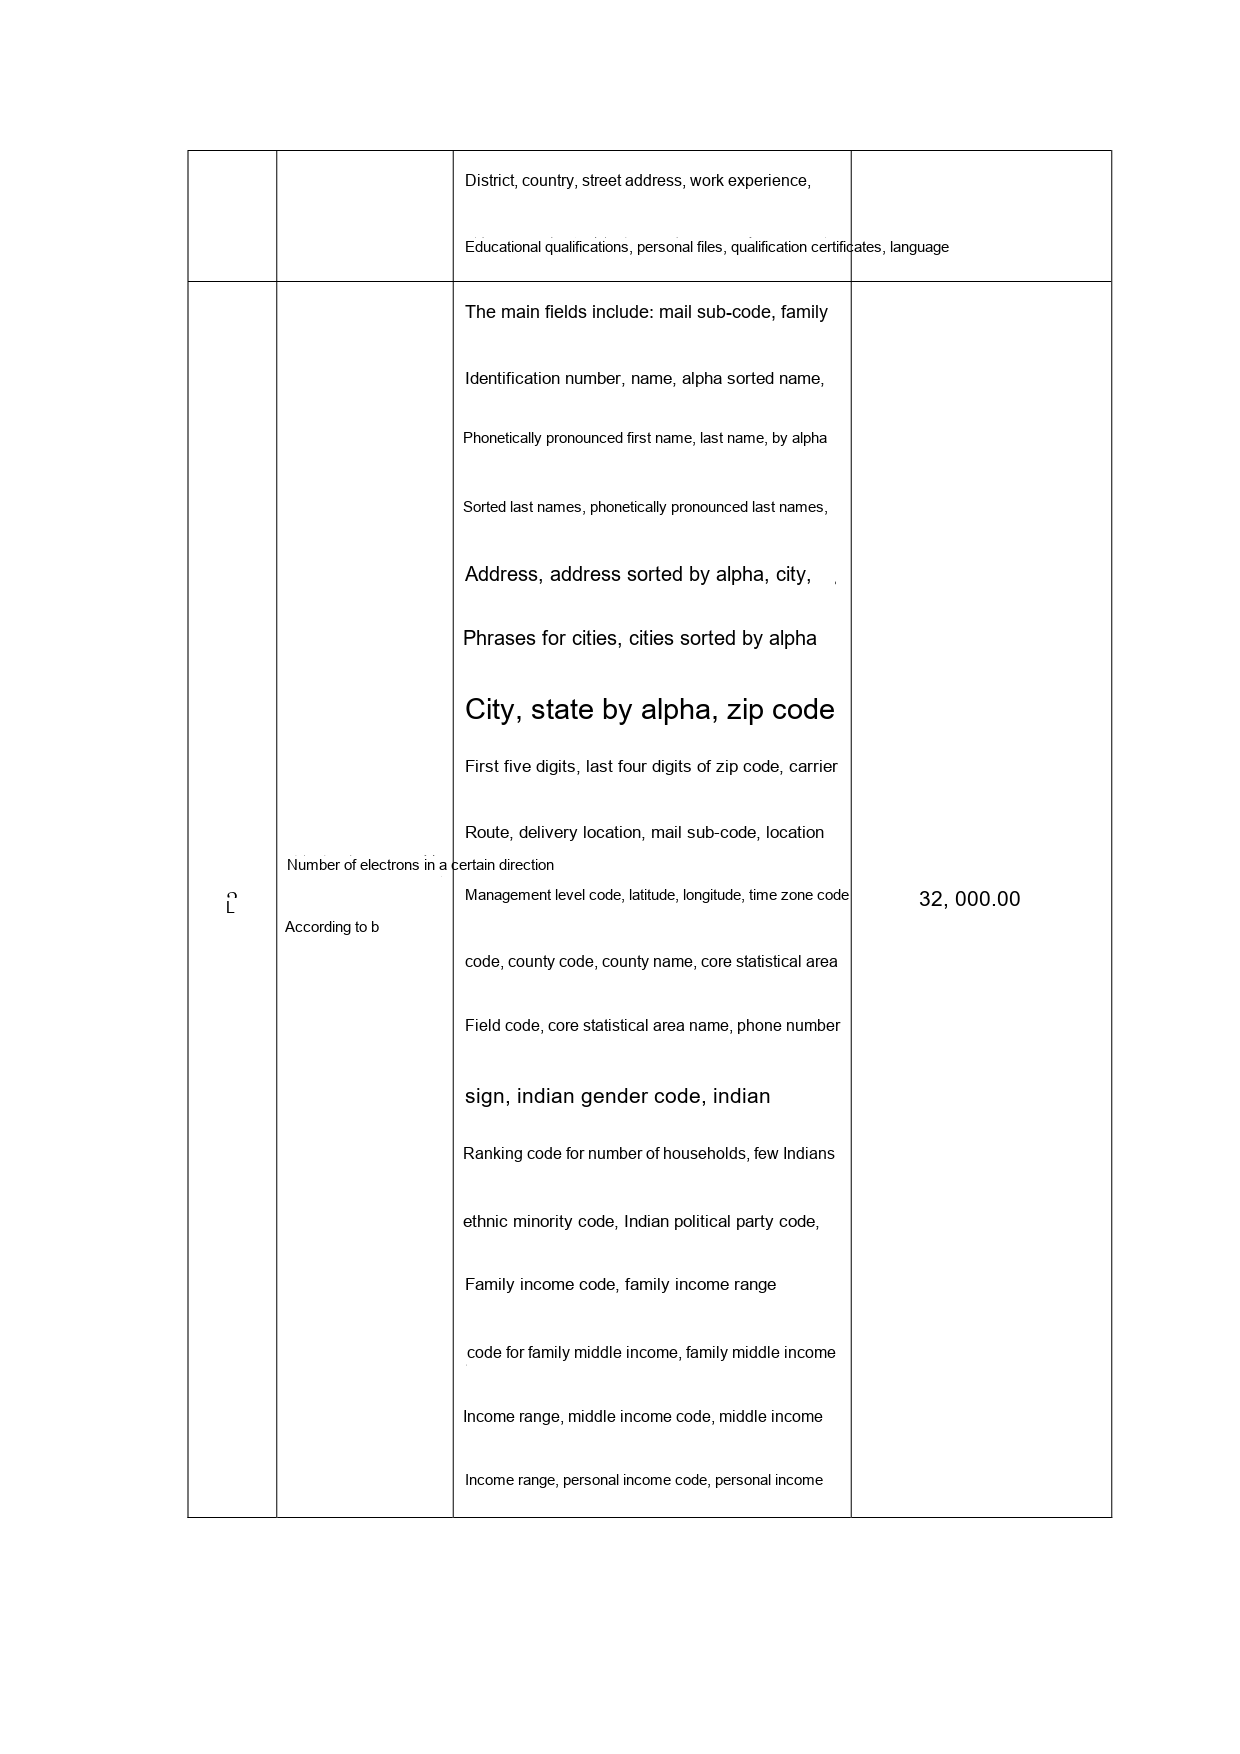 District, country, street address, work experience,
Educational qualifications, personal files, qualification certificates, language
The main fields include: mail sub-code, family
Identification number, name, alpha sorted name,
Phonetically pronounced first name, last name, by alpha
Sorted last names, phonetically pronounced last names,
Address, address sorted by alpha, city,
Phrases for cities, cities sorted by alpha
City, state by alpha, zip code
First five digits, last four digits of zip code, carrier
Route, delivery location, mail sub-code, location
Number of electrons in a certain direction
Management level code, latitude, longitude, time zone code
32, 000.00
According to b
code, county code, county name, core statistical area
Field code, core statistical area name, phone number
sign, indian gender code, indian
Ranking code for number of households, few Indians
ethnic minority code, Indian political party code,
Family income code, family income range
code for family middle income, family middle income
Income range, middle income code, middle income
Income range, personal income code, personal income